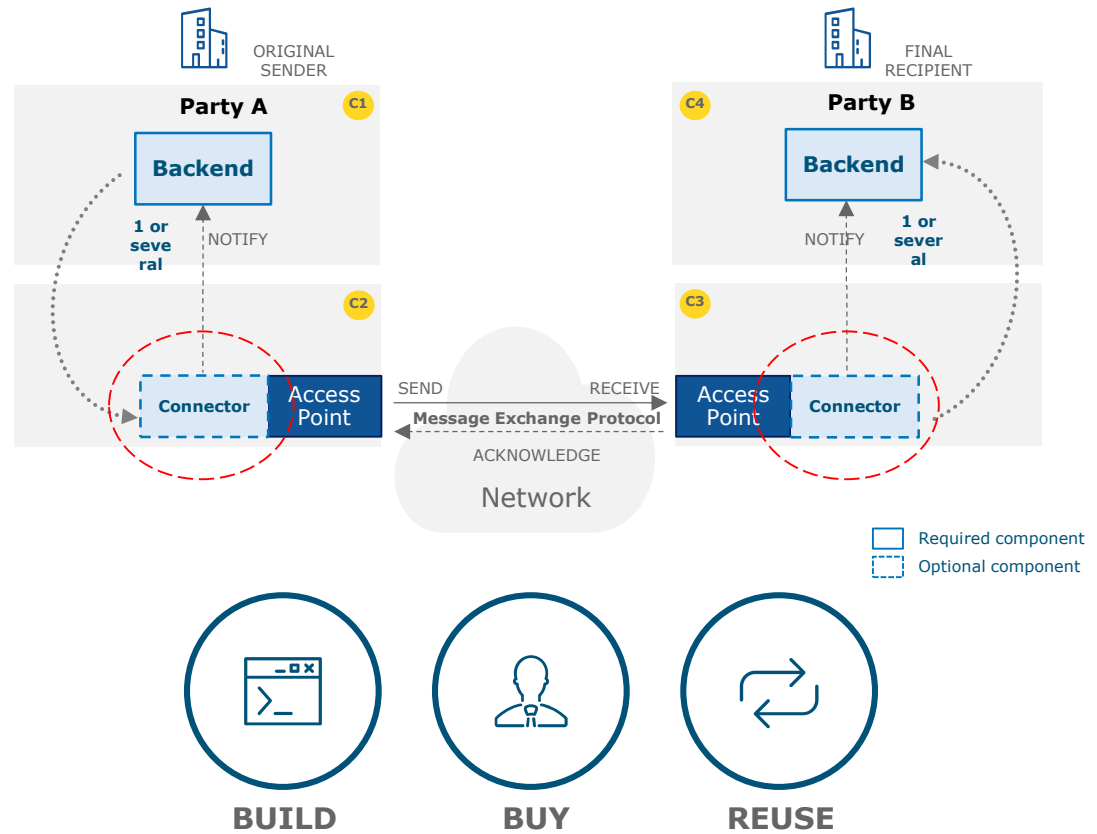 ORIGINAL
SENDER
FINAL
RECIPIENT
Party A
C1
C4
Party B
Backend
Backend
1 or
seve
ral
NOTIFY
NOTIFY
1 or
sever
al
C2
C3
Connector
Access
Point
SEND
RECEIVE
Message Exchange Protocol
ACKNOWLEDGE
Network
Access
Point
Connector
Required component
Optional component
BUILD
BUY
REUSE